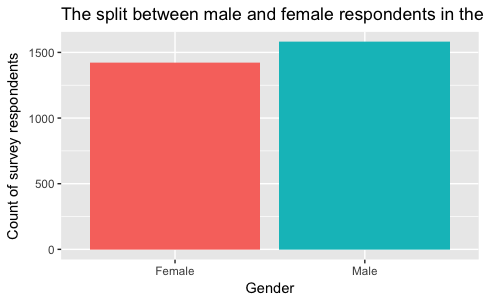 The split between male and female respondents in the
Count of survey respondents
1500
1000
500
0
Female Male
Gender